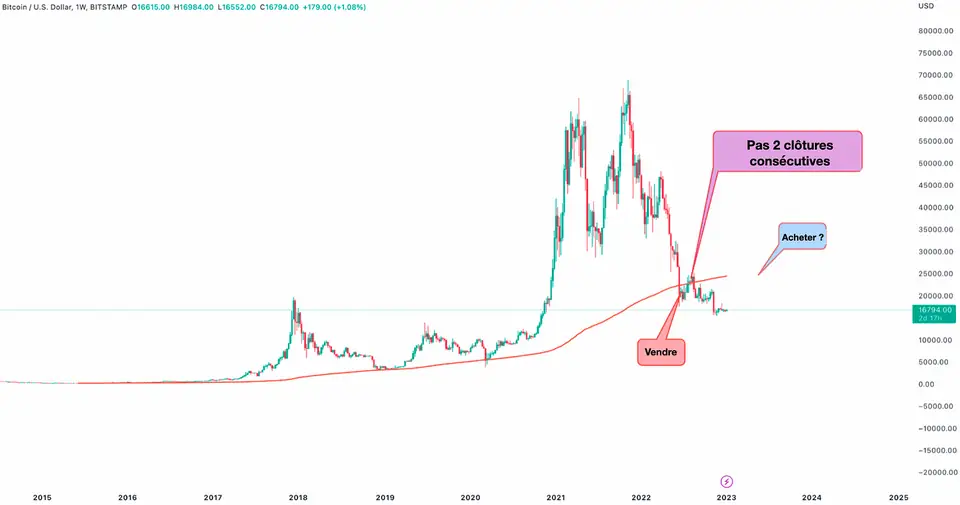 Bitcoin / U.S. Dollar, 1W, BITSTAMP O16615.00 H16984.00 L16552.00 C16794.00 +179.00 (+1.08%)
USD
80000.00
75000.00
70000.00
65000.00
60000.00
55000.00
Pas 2 clôtures
consécutives
50000.00
45000.00
40000.00
35000.00
Acheter ?
30000.00
25000.00
20000.00
16794.00
2d 17h
10000.00
Vendre
5000.00
0.00
−5000.00
−10000.00
−15000.00
−20000.00
2015 2016 2017 2018 2019 2020 2021 2022 2023 2024 2025